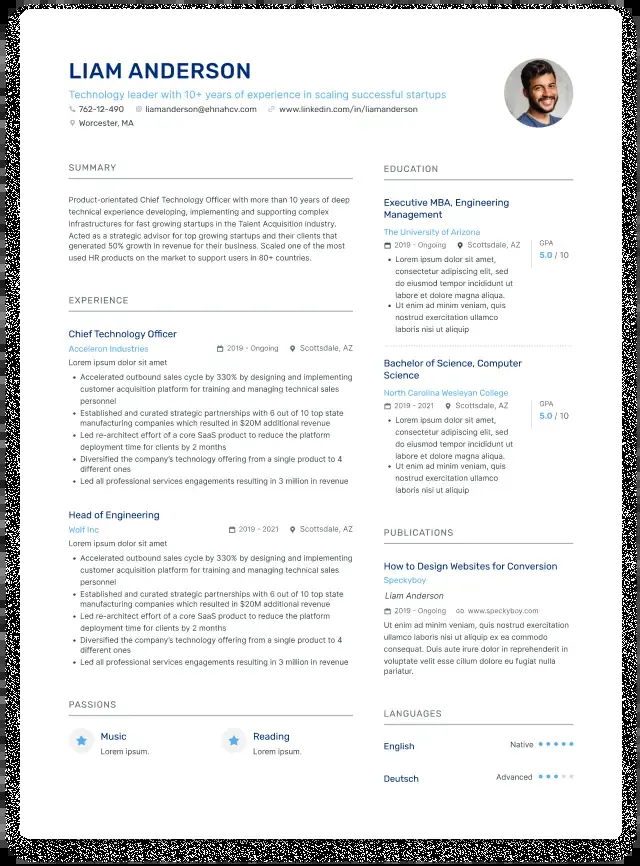 LIAM ANDERSON
Technology leader with 10+ years of experience in scaling successful startups
762-12-490 liamanderson@ehnahcv.com www.linkedin.com/in/liamanderson
Worcester, MA
SUMMARY
Product-orientated Chief Technology Officer with more than 10 years of deep
technical experience developing, implementing and supporting complex
infrastructures for fast growing startups in the Talent Acquisition industry.
Acted as a strategic advisor for top growing startups and their clients that
generated 50% growth in revenue for their business. Scaled one of the most
used HR products on the market to support users in 80+ countries.
EXPERIENCE
Chief Technology Officer
Acceleron Industries 2019 - Ongoing Scottsdale, AZ
Lorem ipsum dolor sit amet
• Accelerated outbound sales cycle by 330% by designing and implementing
customer acquisition platform for training and managing technical sales
personnel
• Established and curated strategic partnerships with 6 out of 10 top state
manufacturing companies which resulted in $20M additional revenue
• Led re-architect effort of a core SaaS product to reduce the platform
deployment time for clients by 2 months
• Diversified the company's technology offering from a single product to 4
different ones
• Led all professional services engagements resulting in 3 million in revenue
Head of Engineering
Wolf Inc 2019 - 2021 Scottsdale, AZ
Lorem ipsum dolor sit amet
• Accelerated outbound sales cycle by 330% by designing and implementing
customer acquisition platform for training and managing technical sales
personnel
• Established and curated strategic partnerships with 6 out of 10 top state
manufacturing companies which resulted in $20M additional revenue
• Led re-architect effort of a core SaaS product to reduce the platform
deployment time for clients by 2 months
• Diversified the company's technology offering from a single product to 4
different ones
• Led all professional services engagements resulting in 3 million in revenue
PASSIONS
Music Reading
Lorem ipsum. Lorem ipsum.
EDUCATION
Executive MBA, Engineering
Management
The University of Arizona
2019 - Ongoing Scottsdale, AZ
GPA
5.0 / 10
• Lorem ipsum dolor sit amet,
consectetur adipiscing elit, sed
do eiusmod tempor incididunt ut
labore et dolore magna aliqua.
• Ut enim ad minim veniam, quis
nostrud exercitation ullamco
laboris nisi ut aliquip
Bachelor of Science, Computer
Science
North Carolina Wesleyan College
2019 - 2021 Scottsdale, AZ
GPA
5.0 / 10
• Lorem ipsum dolor sit amet,
consectetur adipiscing elit, sed
do eiusmod tempor incididunt ut
labore et dolore magna aliqua.
• Ut enim ad minim veniam, quis
nostrud exercitation ullamco
laboris nisi ut aliquip
PUBLICATIONS
How to Design Websites for Conversion
Speckyboy
Liam Anderson
2019 - Ongoing www.speckyboy.com
Ut enim ad minim veniam, quis nostrud exercitation
ullamco laboris nisi ut aliquip ex ea commodo
consequat. Duis aute irure dolor in reprehenderit in
voluptate velit esse cillum dolore eu fugiat nulla
pariatur.
LANGUAGES
English Native
Deutsch Advanced